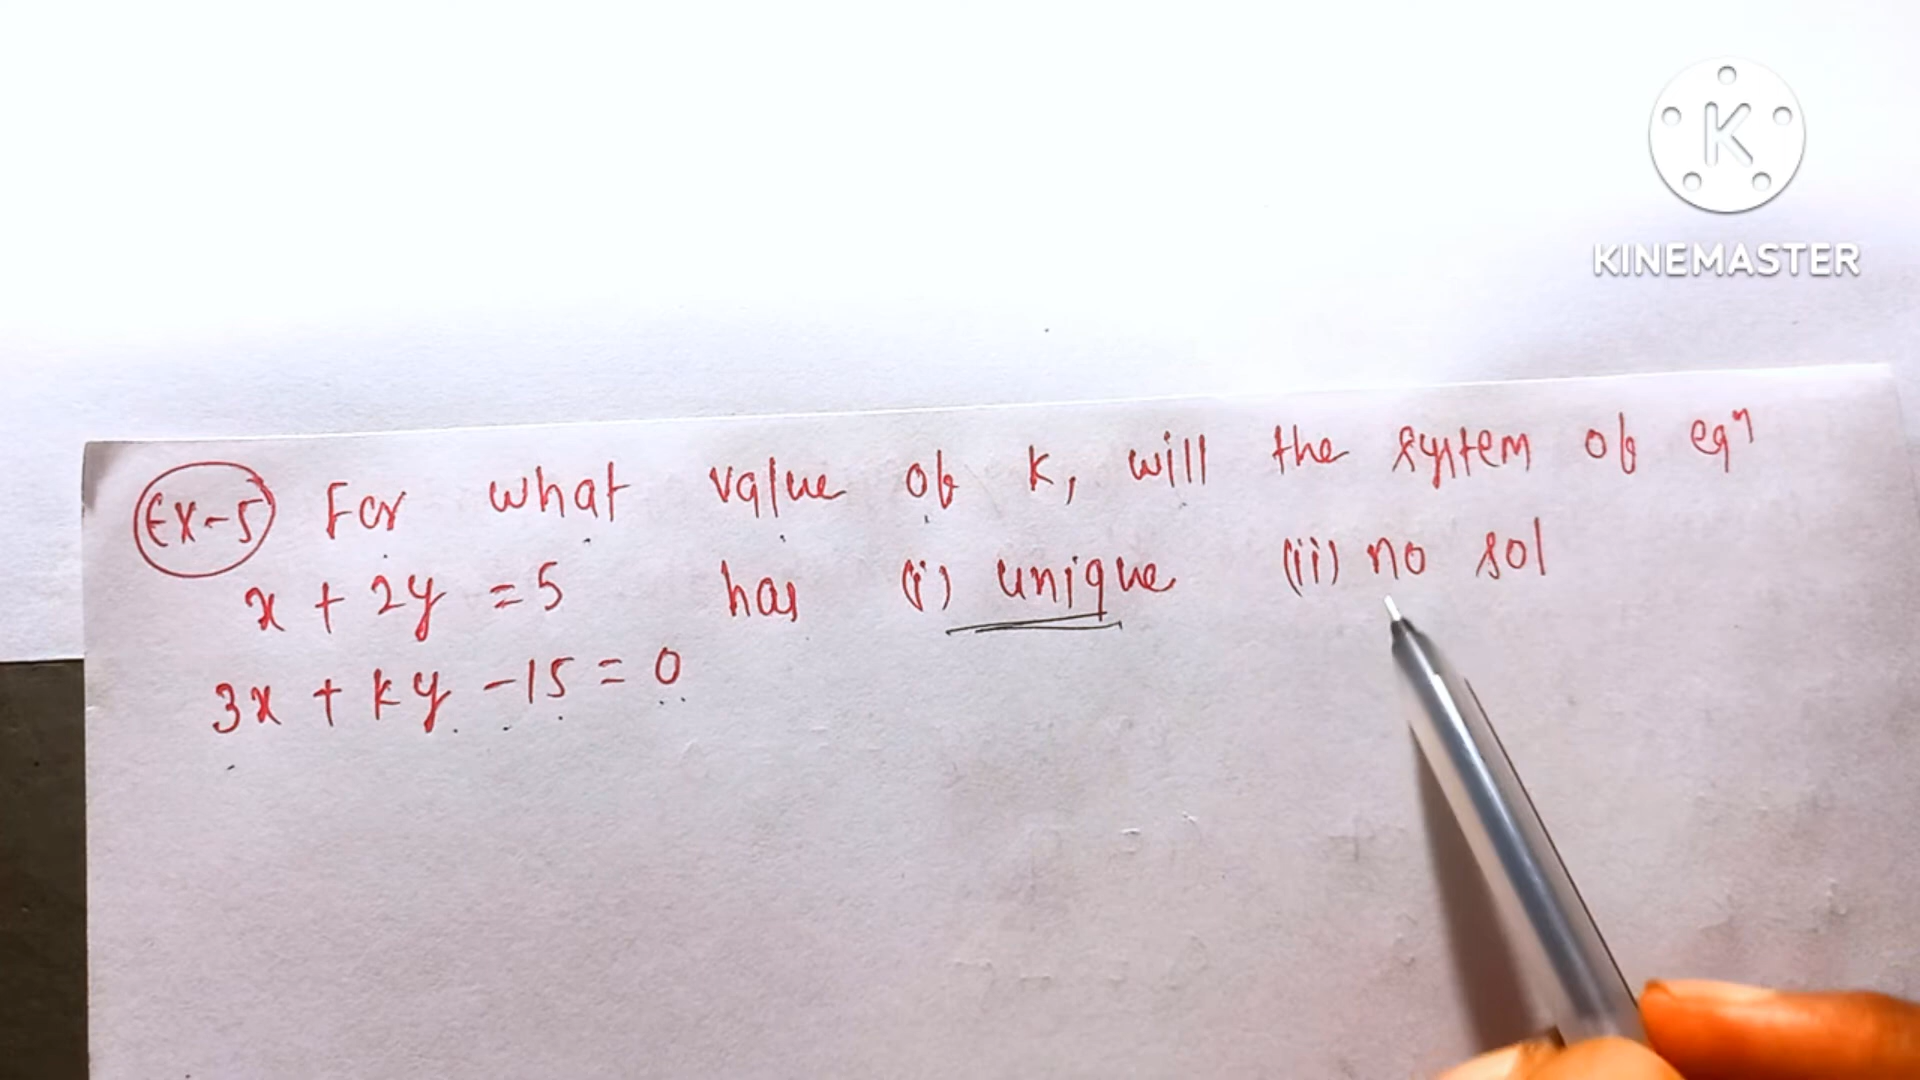 K
KINEMASTER
Ex-5 For what value of k, will the system of eqⁿ
x + 2y = 5 has (i) unique (ii) no sol
3x + ky - 15 = 0